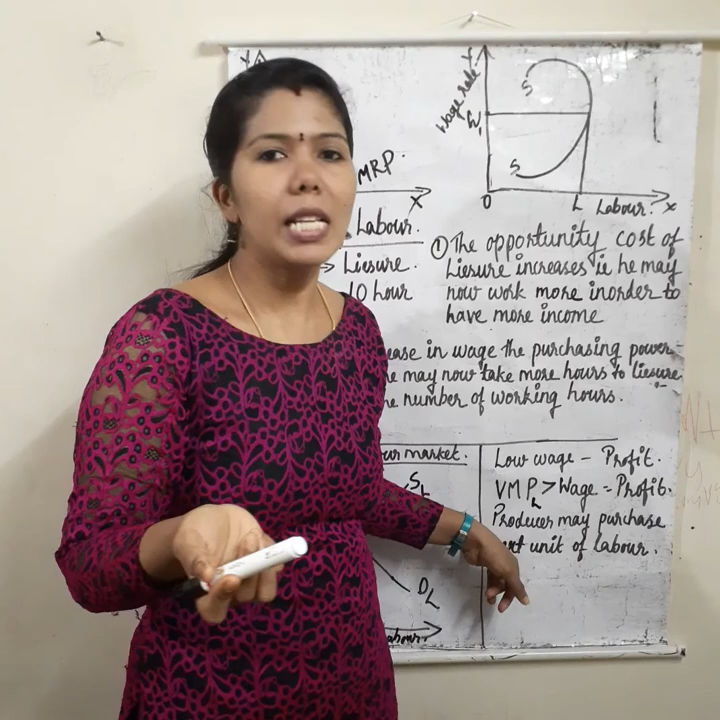 Y
Y
Wage rate
W1
S
S
O
L
Labour.
X
MRP.
X
Labour.
→ Liesure.
10 hour
① The opportunity cost of
Liesure increases ie he may
now work more inorder to
have more income
ease in wage the purchasing power
he may now take more hours to liesure
he number of working hours.
our market.
SL
DL
abour.
Low wage - Profit.
VMPL > Wage - Profit.
Producer may purchase
unit of labour.